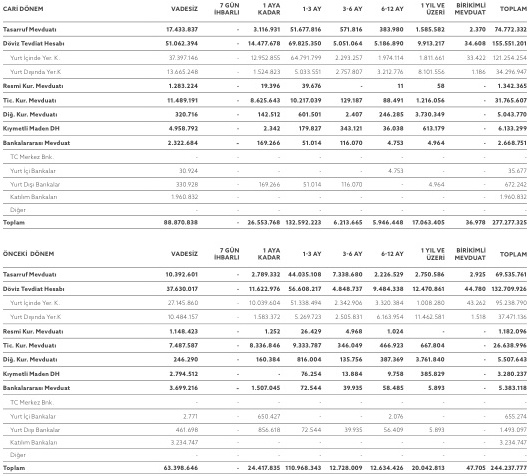 CARİ DÖNEM VADESİZ 7 GÜN İHBARLI 1 AYA KADAR 1-3 AY 3-6 AY 6-12 AY 1 YIL VE ÜZERİ BİRİKİMLİ MEVDUAT TOPLAM
Tasarruf Mevduatı 17.433.837 - 3.116.931 51.677.816 571.816 383.980 1.585.582 2.370 74.772.332
Döviz Tevdiat Hesabı 51.062.394 - 14.477.678 69.825.350 5.051.064 5.186.890 9.913.217 34.608 155.551.201
Yurt İçinde Yer. K. 37.397.146 - 12.952.855 64.791.799 2.293.257 1.974.114 1.811.661 33.422 121.254.254
Yurt Dışında Yer.K 13.665.248 - 1.524.823 5.033.551 2.757.807 3.212.776 8.101.556 1.186 34.296.947
Resmi Kur. Mevduatı 1.283.224 - 19.396 39.676 - 11 58 - 1.342.365
Tic. Kur. Mevduatı 11.489.191 - 8.625.643 10.217.039 129.187 88.491 1.216.056 - 31.765.607
Diğ. Kur. Mevduatı 320.716 - 142.512 601.501 2.407 246.285 3.730.349 - 5.043.770
Kıymetli Maden DH 4.958.792 - 2.342 179.827 343.121 36.038 613.179 - 6.133.299
Bankalararası Mevduat 2.322.684 - 169.266 51.014 116.070 4.753 4.964 - 2.668.751
TC Merkez Bnk. - - - - - - - - -
Yurt İçi Bankalar 30.924 - - - - 4.753 - - 35.677
Yurt Dışı Bankalar 330.928 - 169.266 51.014 116.070 - 4.964 - 672.242
Katılım Bankaları 1.960.832 - - - - - - - 1.960.832
Diğer - - - - - - - - -
Toplam 88.870.838 - 26.553.768 132.592.223 6.213.665 5.946.448 17.063.405 36.978 277.277.325
ÖNCEKİ DÖNEM VADESİZ 7 GÜN İHBARLI 1 AYA KADAR 1-3 AY 3-6 AY 6-12 AY 1 YIL VE ÜZERİ BİRİKİMLİ MEVDUAT TOPLAM
Tasarruf Mevduatı 10.392.601 - 2.789.332 44.035.108 7.338.680 2.226.529 2.750.586 2.925 69.535.761
Döviz Tevdiat Hesabı 37.630.017 - 11.622.976 56.608.217 4.848.737 9.484.338 12.470.861 44.780 132.709.926
Yurt İçinde Yer. K. 27.145.860 - 10.039.604 51.338.494 2.342.906 3.320.384 1.008.280 43.262 95.238.790
Yurt Dışında Yer.K 10.484.157 - 1.583.372 5.269.723 2.505.831 6.163.954 11.462.581 1.518 37.471.136
Resmi Kur. Mevduatı 1.148.423 - 1.252 26.429 4.968 1.024 - - 1.182.096
Tic. Kur. Mevduatı 7.487.587 - 8.336.846 9.333.787 346.049 466.923 667.804 - 26.638.996
Diğ. Kur. Mevduatı 246.290 - 160.384 816.004 135.756 387.369 3.761.840 - 5.507.643
Kıymetli Maden DH 2.794.512 - - 76.254 13.884 9.758 385.829 - 3.280.237
Bankalararası Mevduat 3.699.216 - 1.507.045 72.544 39.935 58.485 5.893 - 5.383.118
TC Merkez Bnk. - - - - - - - - -
Yurt İçi Bankalar 2.771 - 650.427 - - 2.076 - - 655.274
Yurt Dışı Bankalar 461.698 - 856.618 72.544 39.935 56.409 5.893 - 1.493.097
Katılım Bankaları 3.234.747 - - - - - - - 3.234.747
Diğer - - - - - - - - -
Toplam 63.398.646 - 24.417.835 110.968.343 12.728.009 12.634.426 20.042.813 47.705 244.237.777